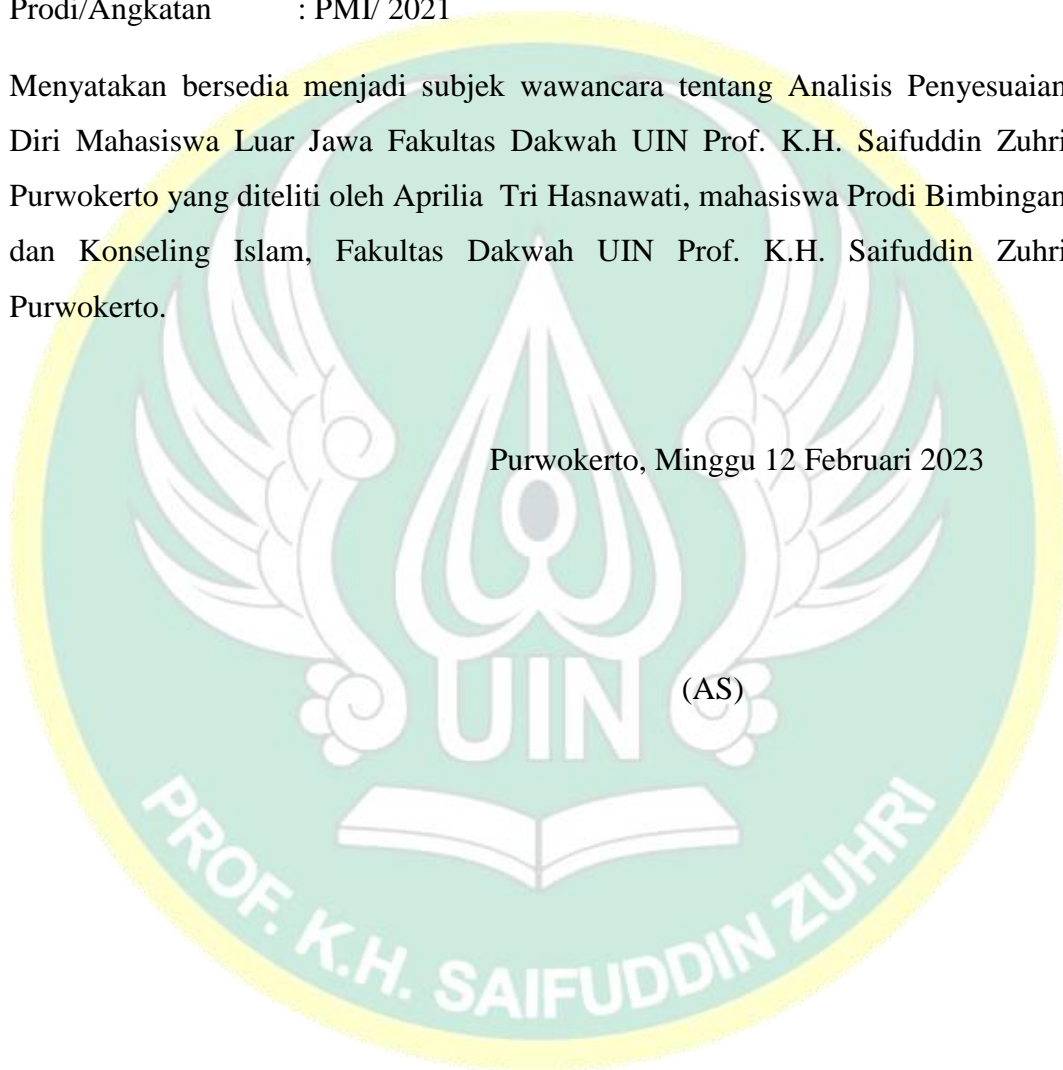 Prodi/Angkatan : PMI/ 2021
Menyatakan bersedia menjadi subjek wawancara tentang Analisis Penyesuaian
Diri Mahasiswa Luar Jawa Fakultas Dakwah UIN Prof. K.H. Saifuddin Zuhri
Purwokerto yang diteliti oleh Aprilia Tri Hasnawati, mahasiswa Prodi Bimbingan
dan Konseling Islam, Fakultas Dakwah UIN Prof. K.H. Saifuddin Zuhri
Purwokerto.
Purwokerto, Minggu 12 Februari 2023
(AS)
UIN
PROF. K.H. SAIFUDDIN ZUHRI